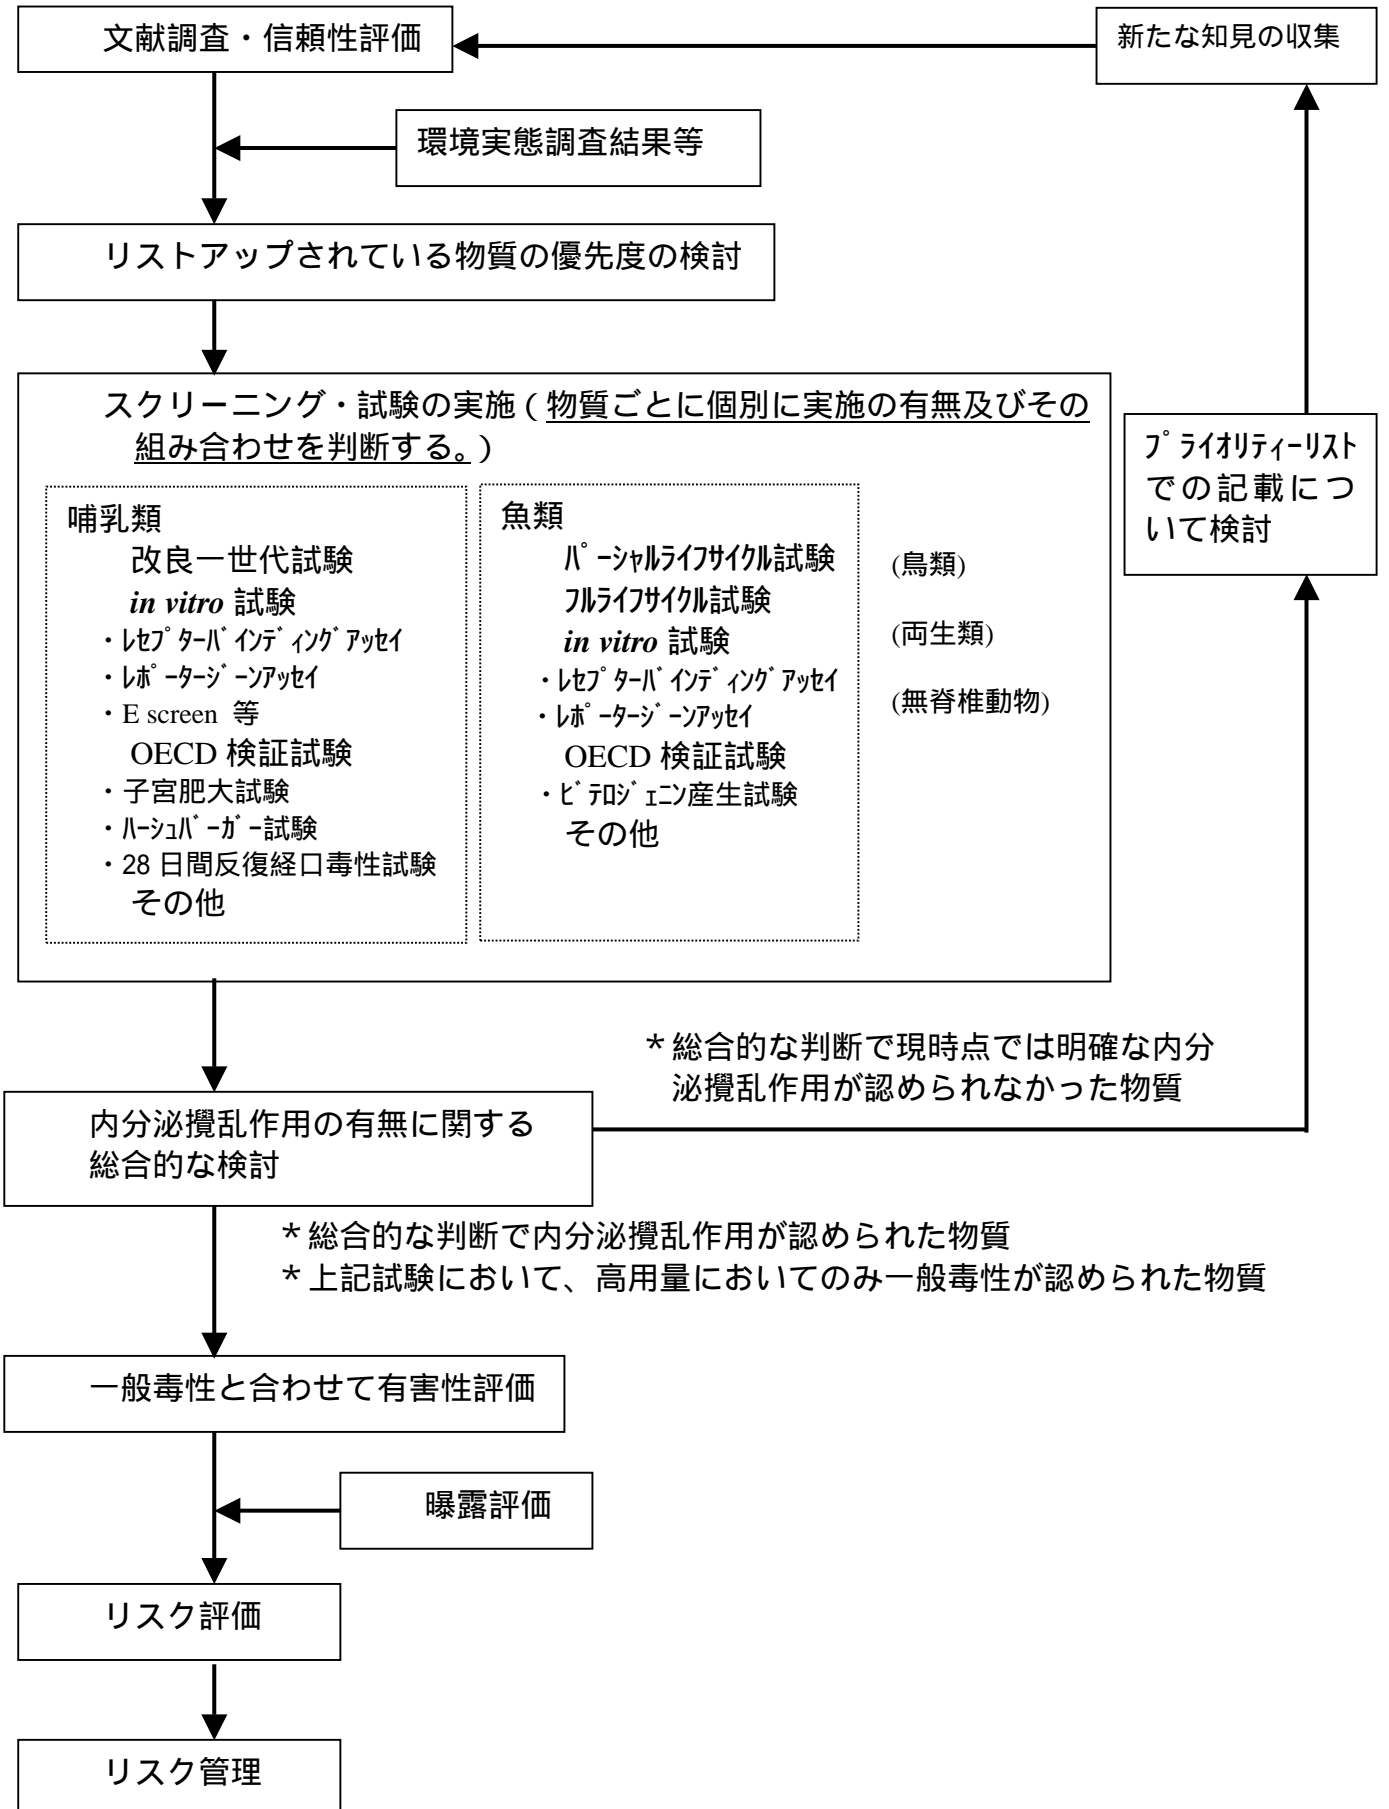 文献調査・信頼性評価
新たな知見の収集
環境実態調査結果等
リストアップされている物質の優先度の検討
スクリーニング・試験の実施(物質ごとに個別に実施の有無及びその
組み合わせを判断する。)
哺乳類
改良一世代試験
in vitro 試験
・ﾚｾﾌﾟﾀｰﾊﾞｲﾝﾃﾞｨﾝｸﾞｱｯｾｲ
・ﾚﾎﾟｰﾀｰｼﾞｰﾝｱｯｾｲ
・E screen 等
OECD 検証試験
・子宮肥大試験
・ﾊｰｼｭﾊﾞｰｶﾞｰ試験
・28 日間反復経口毒性試験
その他
魚類
ﾊﾟｰｼｬﾙﾗｲﾌｻｲｸﾙ試験
ﾌﾙﾗｲﾌｻｲｸﾙ試験
in vitro 試験
・ﾚｾﾌﾟﾀｰﾊﾞｲﾝﾃﾞｨﾝｸﾞｱｯｾｲ
・ﾚﾎﾟｰﾀｰｼﾞｰﾝｱｯｾｲ
OECD 検証試験
・ﾋﾞﾃﾛｼﾞｪﾆﾝ産生試験
その他
(鳥類)
(両生類)
(無脊椎動物)
ﾌﾟﾗｲｵﾘﾃｨｰﾘｽﾄ
での記載につ
いて検討
*総合的な判断で現時点では明確な内分
泌攪乱作用が認められなかった物質
内分泌攪乱作用の有無に関する
総合的な検討
*総合的な判断で内分泌攪乱作用が認められた物質
*上記試験において、高用量においてのみ一般毒性が認められた物質
一般毒性と合わせて有害性評価
曝露評価
リスク評価
リスク管理